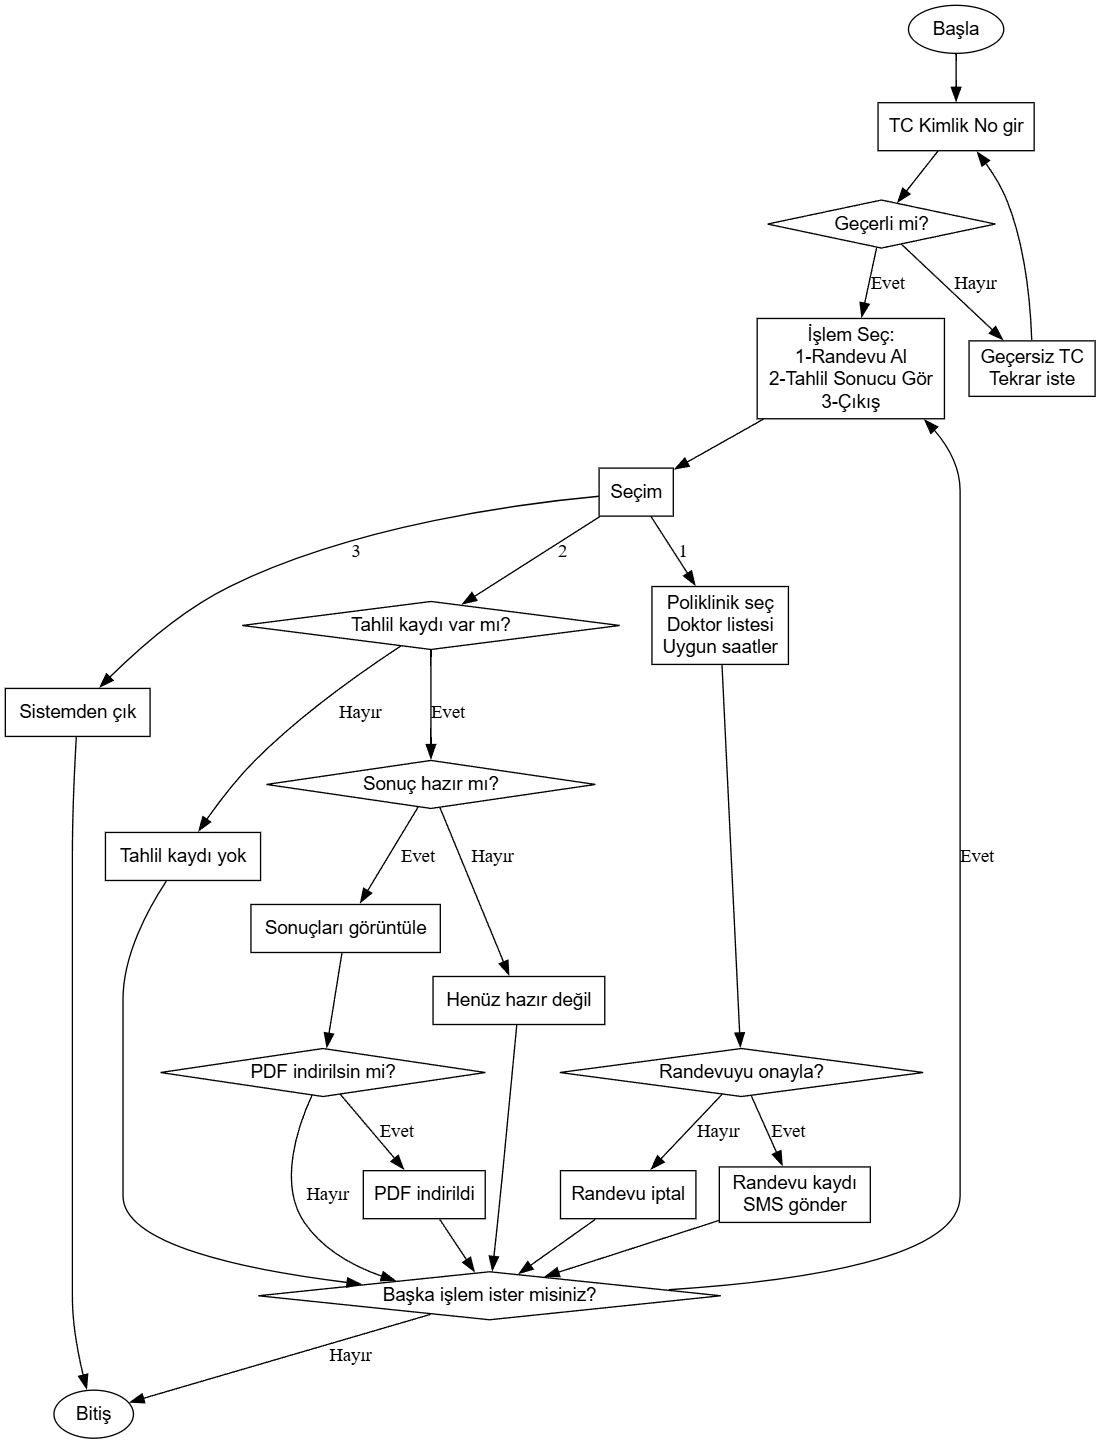 Başla
TC Kimlik No gir
Geçerli mi?
Evet
Hayır
İşlem Seç:
1-Randevu Al
2-Tahlil Sonucu Gör
3-Çıkış
Geçersiz TC
Tekrar iste
Seçim
3
2
1
Poliklinik seç
Doktor listesi
Uygun saatler
Tahlil kaydı var mı?
Sistemden çık
Hayır
Evet
Sonuç hazır mı?
Tahlil kaydı yok
Evet
Hayır
Evet
Sonuçları görüntüle
Henüz hazır değil
PDF indirilsin mi?
Randevuyu onayla?
Evet
Hayır
Evet
Hayır
PDF indirildi
Randevu iptal
Randevu kaydı
SMS gönder
Başka işlem ister misiniz?
Hayır
Bitiş